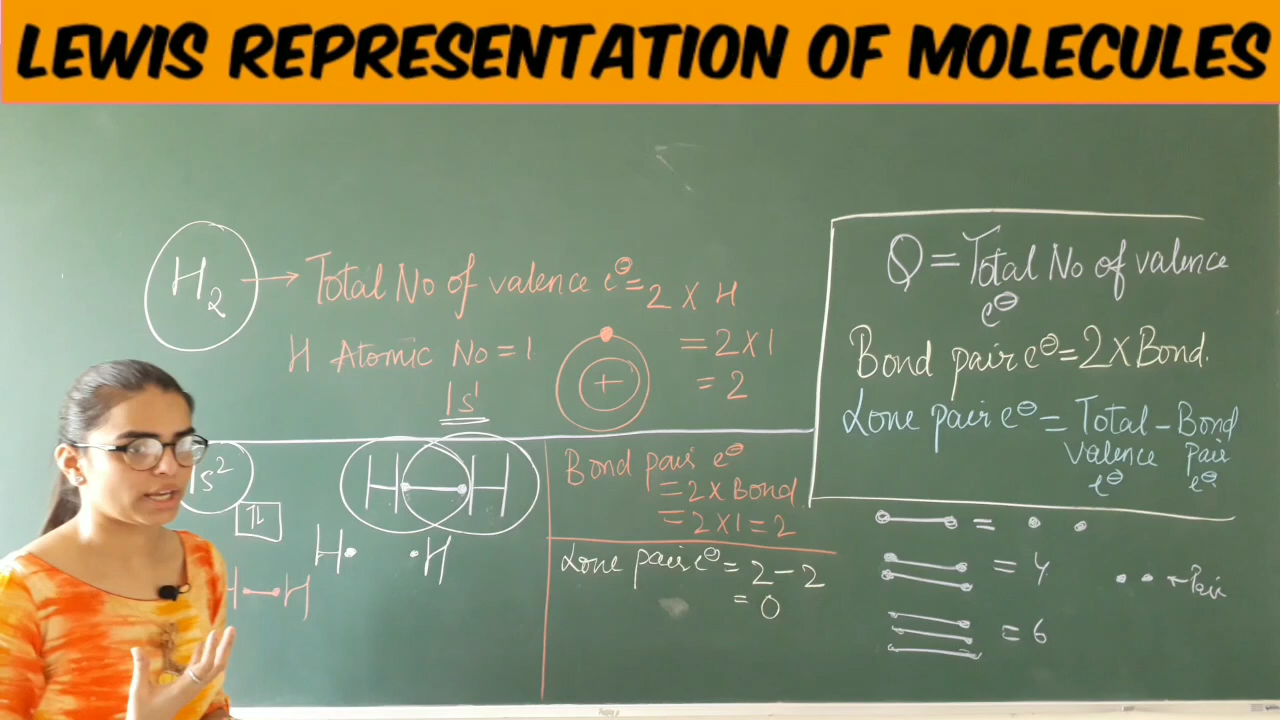 LEWIS REPRESENTATION OF MOLECULES
H₂ → Total No of valence e⊖ = 2 × H
H Atomic No = 1
= 2 × 1
1s¹
+
= 2
Q = Total No of valence
e⊖
Bond pair e⊖ = 2 × Bond.
Lone pair e⊖ = Total - Bond
valence Pair
e⊖ e⊖
1s²
⥮
H H
H• •H
H—H
Bond pair e⊖
= 2 × Bond
= 2 × 1 = 2
Lone pair e⊖ = 2 - 2
= 0
= • •
= 4
• • ← Pair
= 6